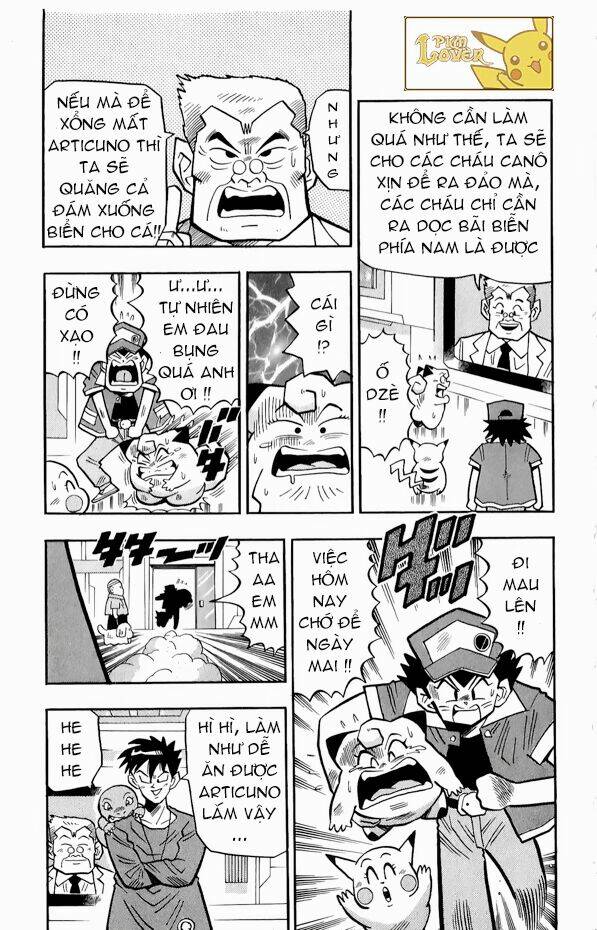 PKM
LOVER
KHÔNG CẦN LÀM
QUÁ NHƯ THẾ, TA SẼ
CHO CÁC CHÁU CANÔ
XỊN ĐỂ RA ĐẢO MÀ,
CÁC CHÁU CHỈ CẦN
RA DỌC BÃI BIỄN
PHÍA NAM LÀ ĐƯỢC
Ố
DZÈ
!
NHƯNG
NẾU MÀ ĐỂ
XỔNG MẤT
ARTICUNO THÌ
TA SẼ
QUĂNG CẢ
ĐÁM XUỐNG
BIỂN CHO CÁ!!
CÁI
GÌ
!?
Ư...Ư...
TỰ NHIÊN
EM ĐAU
BỤNG
QUÁ ANH
ƠI !!
ĐỪNG
CÓ
XẠO
!!
ĐI
MAU
LÊN
!!
VIỆC
HÔM
NAY
CHỚ ĐỂ
NGÀY
MAI !!
THA
AA
EM
MM
HÌ HÌ, LÀM
NHƯ DỄ
ĂN ĐƯỢC
ARTICUNO
LẮM VẬY
...
HE
HE
HE